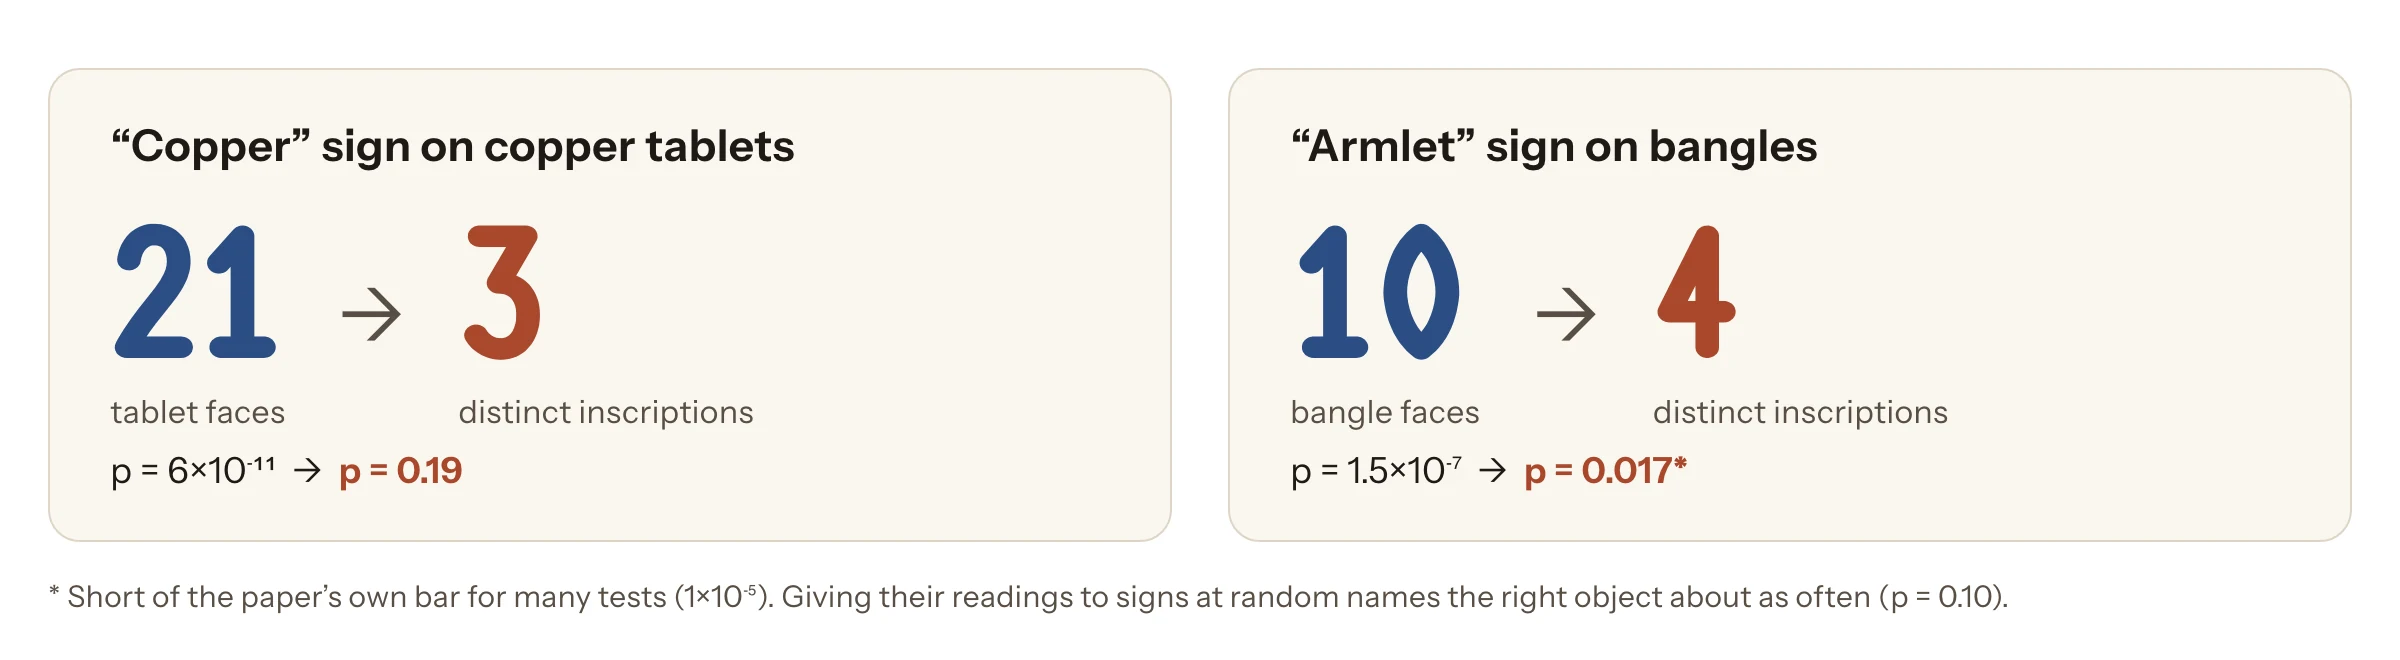 “Copper” sign on copper tablets
21 → 3
tablet faces distinct inscriptions
p = 6×10⁻¹¹ → p = 0.19
“Armlet” sign on bangles
10 → 4
bangle faces distinct inscriptions
p = 1.5×10⁻⁷ → p = 0.017*
* Short of the paper’s own bar for many tests (1×10⁻⁵). Giving their readings to signs at random names the right object about as often (p = 0.10).